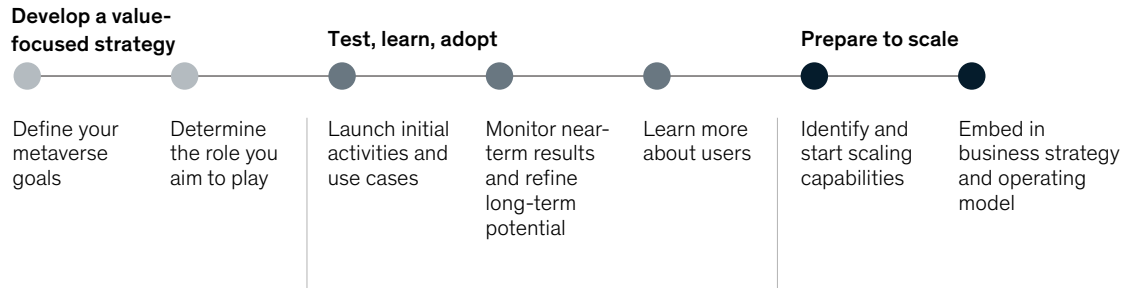 Develop a value-
focused strategy
Define your
metaverse
goals
Determine
the role you
aim to play
Test, learn, adopt
Launch initial
activities and
use cases
Monitor near-
term results
and refine
long-term
potential
Learn more
about users
Prepare to scale
Identify and
start scaling
capabilities
Embed in
business strategy
and operating
model